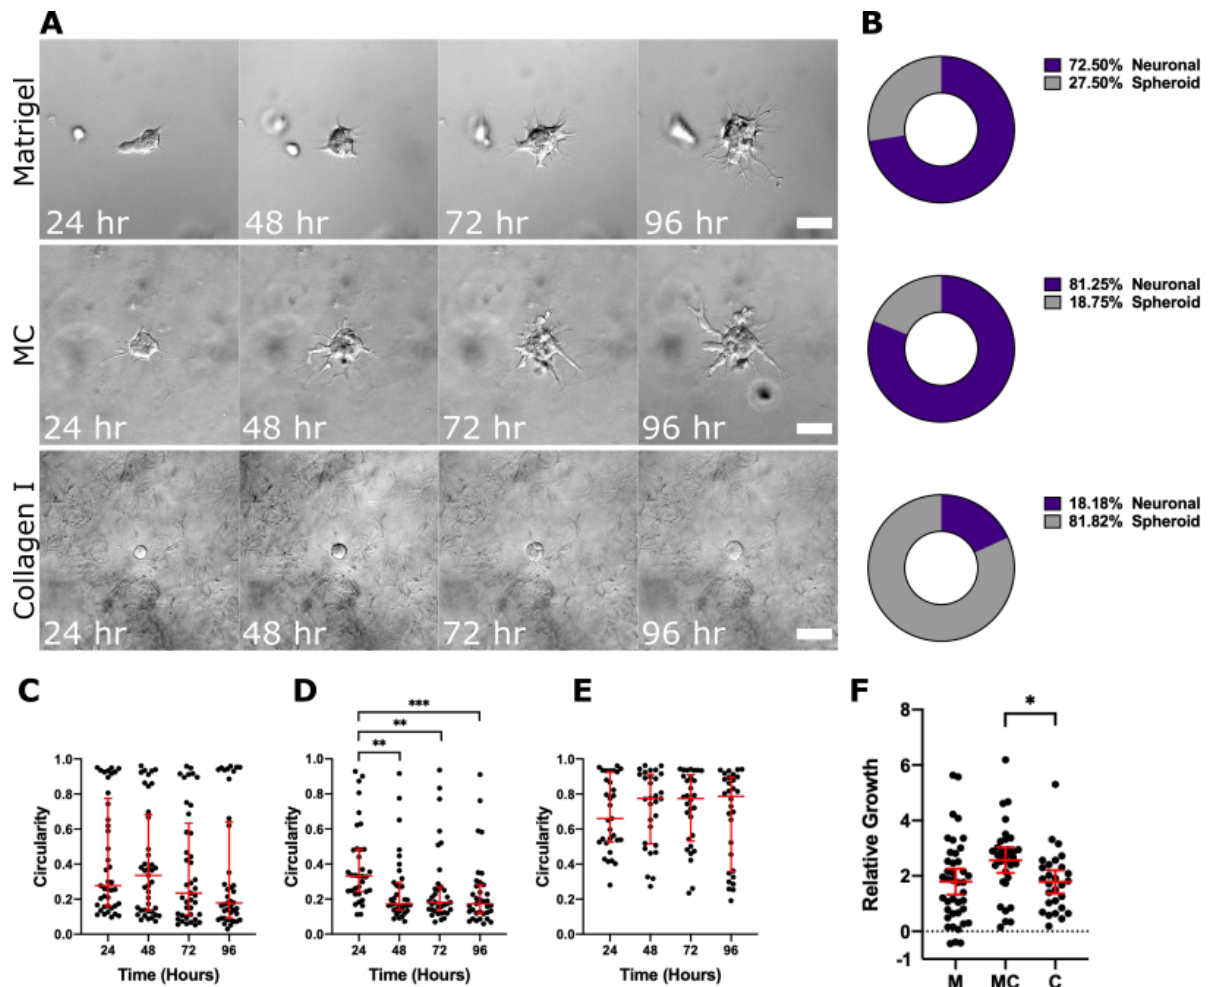 A
B
Matrigel
24 hr 48 hr 72 hr 96 hr
72.50% Neuronal
27.50% Spheroid
MC
24 hr 48 hr 72 hr 96 hr
81.25% Neuronal
18.75% Spheroid
Collagen I
24 hr 48 hr 72 hr 96 hr
18.18% Neuronal
81.82% Spheroid
C
Circularity
1.0
0.8
0.6
0.4
0.2
0.0
24 48 72 96
Time (Hours)
D
***
**
**
Circularity
1.0
0.8
0.6
0.4
0.2
0.0
24 48 72 96
Time (Hours)
E
Circularity
1.0
0.8
0.6
0.4
0.2
0.0
24 48 72 96
Time (Hours)
F
*
Relative Growth
8
6
4
2
0
-1
M MC C